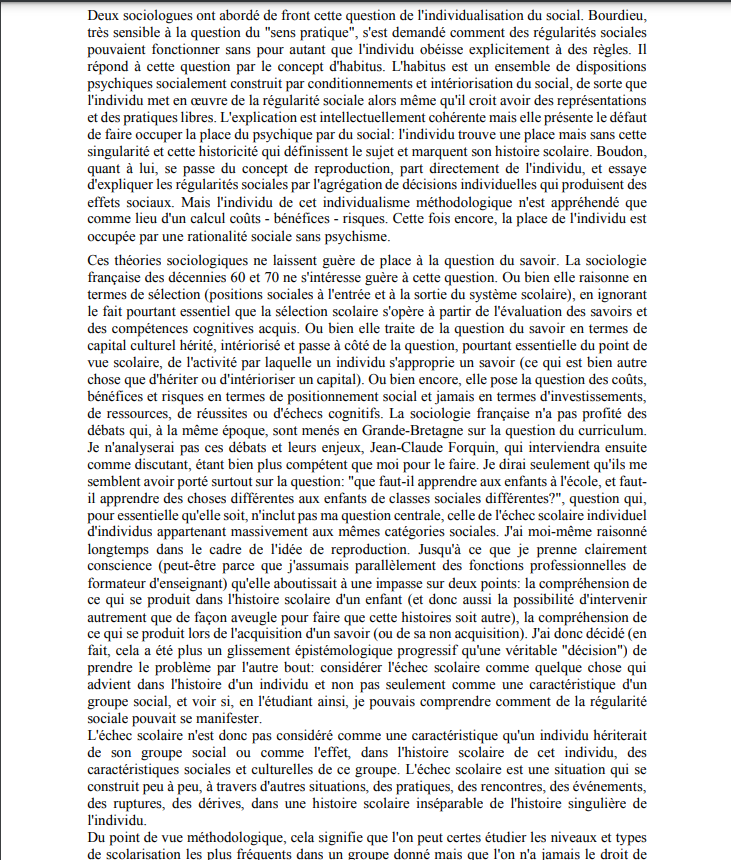 Deux sociologues ont abordé de front cette question de l'individualisation du social. Bourdieu,
très sensible à la question du "sens pratique", s'est demandé comment des régularités sociales
pouvaient fonctionner sans pour autant que l'individu obéisse explicitement à des règles. Il
répond à cette question par le concept d'habitus. L'habitus est un ensemble de dispositions
psychiques socialement construit par conditionnements et intériorisation du social, de sorte que
l'individu met en œuvre de la régularité sociale alors même qu'il croit avoir des représentations
et des pratiques libres. L'explication est intellectuellement cohérente mais elle présente le défaut
de faire occuper la place du psychique par du social: l'individu trouve une place mais sans cette
singularité et cette historicité qui définissent le sujet et marquent son histoire scolaire. Boudon,
quant à lui, se passe du concept de reproduction, part directement de l'individu, et essaye
d'expliquer les régularités sociales par l'agrégation de décisions individuelles qui produisent des
effets sociaux. Mais l'individu de cet individualisme méthodologique n'est appréhendé que
comme lieu d'un calcul coûts - bénéfices - risques. Cette fois encore, la place de l'individu est
occupée par une rationalité sociale sans psychisme.
Ces théories sociologiques ne laissent guère de place à la question du savoir. La sociologie
française des décennies 60 et 70 ne s'intéresse guère à cette question. Ou bien elle raisonne en
termes de sélection (positions sociales à l'entrée et à la sortie du système scolaire), en ignorant
le fait pourtant essentiel que la sélection scolaire s'opère à partir de l'évaluation des savoirs et
des compétences cognitives acquis. Ou bien elle traite de la question du savoir en termes de
capital culturel hérité, intériorisé et passe à côté de la question, pourtant essentielle du point de
vue scolaire, de l'activité par laquelle un individu s'approprie un savoir (ce qui est bien autre
chose que d'hériter ou d'intérioriser un capital). Ou bien encore, elle pose la question des coûts,
bénéfices et risques en termes de positionnement social et jamais en termes d'investissements,
de ressources, de réussites ou d'échecs cognitifs. La sociologie française n'a pas profité des
débats qui, à la même époque, sont menés en Grande-Bretagne sur la question du curriculum.
Je n'analyserai pas ces débats et leurs enjeux, Jean-Claude Forquin, qui interviendra ensuite
comme discutant, étant bien plus compétent que moi pour le faire. Je dirai seulement qu'ils me
semblent avoir porté surtout sur la question: "que faut-il apprendre aux enfants à l'école, et faut-
il apprendre des choses différentes aux enfants de classes sociales différentes?", question qui,
pour essentielle qu'elle soit, n'inclut pas ma question centrale, celle de l'échec scolaire individuel
d'individus appartenant massivement aux mêmes catégories sociales. J'ai moi-même raisonné
longtemps dans le cadre de l'idée de reproduction. Jusqu'à ce que je prenne clairement
conscience (peut-être parce que j'assumais parallèlement des fonctions professionnelles de
formateur d'enseignant) qu'elle aboutissait à une impasse sur deux points: la compréhension de
ce qui se produit dans l'histoire scolaire d'un enfant (et donc aussi la possibilité d'intervenir
autrement que de façon aveugle pour faire que cette histoires soit autre), la compréhension de
ce qui se produit lors de l'acquisition d'un savoir (ou de sa non acquisition). J'ai donc décidé (en
fait, cela a été plus un glissement épistémologique progressif qu'une véritable "décision") de
prendre le problème par l'autre bout: considérer l'échec scolaire comme quelque chose qui
advient dans l'histoire d'un individu et non pas seulement comme une caractéristique d'un
groupe social, et voir si, en l'étudiant ainsi, je pouvais comprendre comment de la régularité
sociale pouvait se manifester.
L'échec scolaire n'est donc pas considéré comme une caractéristique qu'un individu hériterait
de son groupe social ou comme l'effet, dans l'histoire scolaire de cet individu, des
caractéristiques sociales et culturelles de ce groupe. L'échec scolaire est une situation qui se
construit peu à peu, à travers d'autres situations, des pratiques, des rencontres, des événements,
des ruptures, des dérives, dans une histoire scolaire inséparable de l'histoire singulière de
l'individu.
Du point de vue méthodologique, cela signifie que l'on peut certes étudier les niveaux et types
de scolarisation les plus fréquents dans un groupe donné mais que l'on n'a jamais le droit de